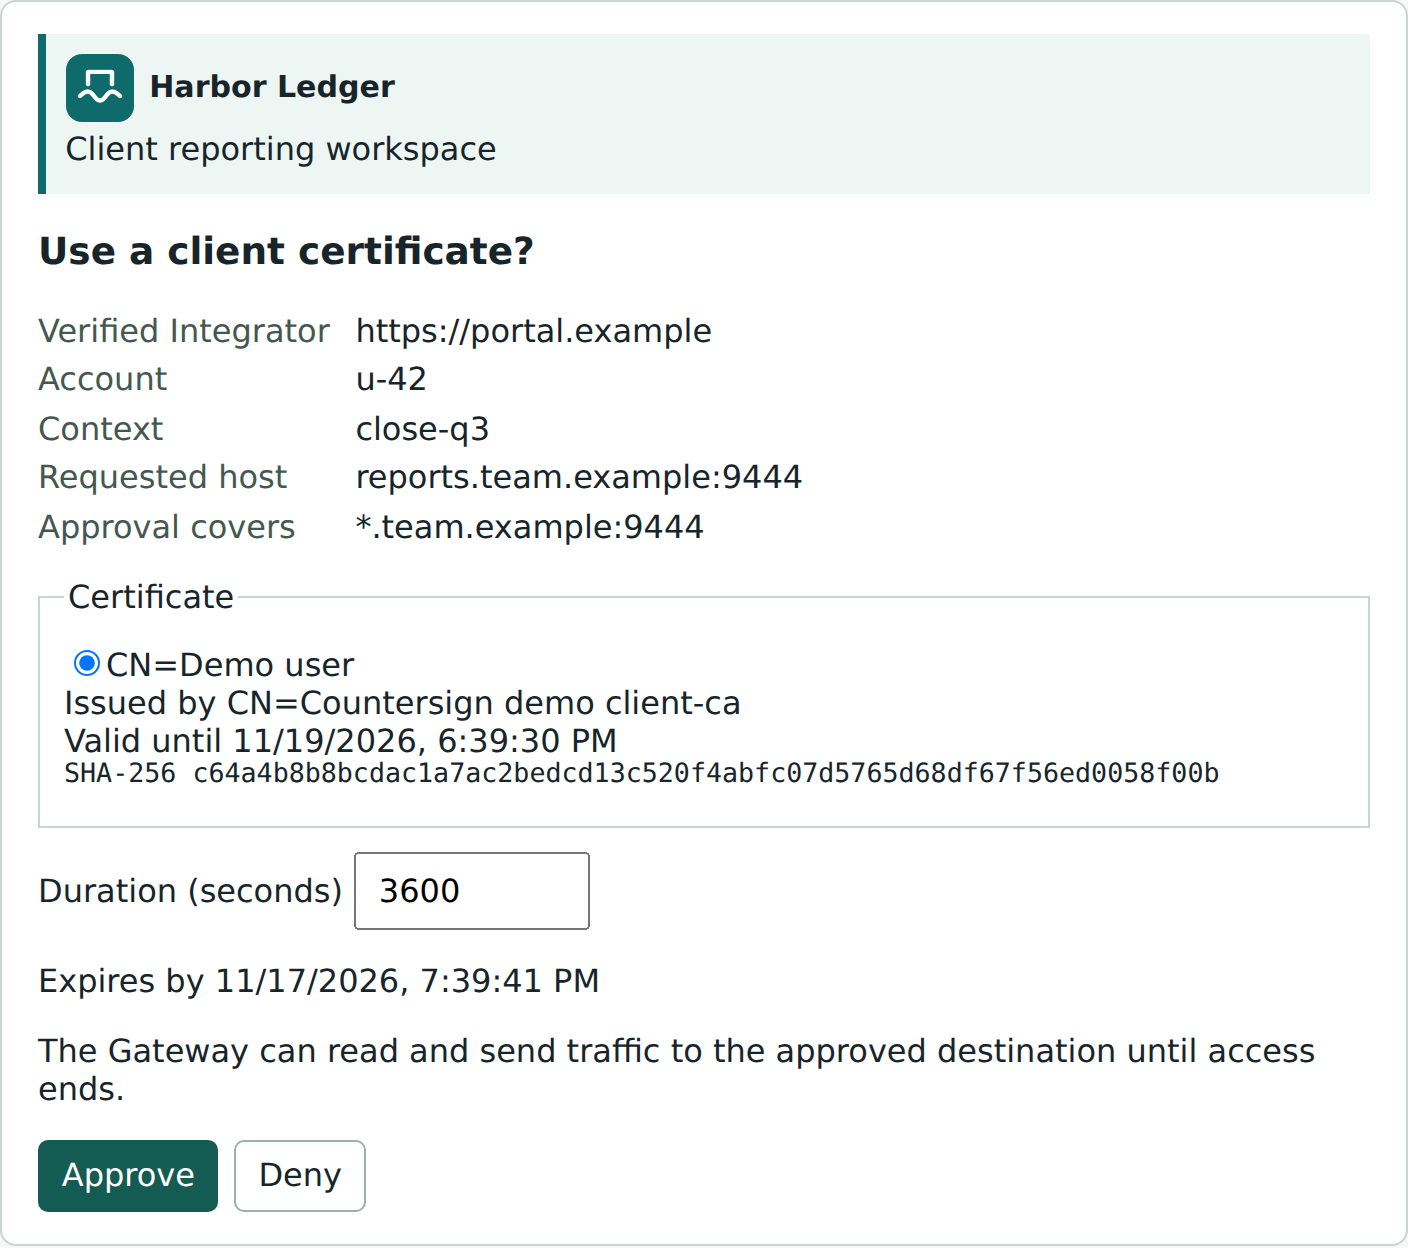 Harbor Ledger
Client reporting workspace
Use a client certificate?
Verified Integrator https://portal.example
Account u-42
Context close-q3
Requested host reports.team.example:9444
Approval covers *.team.example:9444
Certificate
CN=Demo user
Issued by CN=Countersign demo client-ca
Valid until 11/19/2026, 6:39:30 PM
SHA-256 c64a4b8b8bcdac1a7ac2bedcd13c520f4abfc07d5765d68df67f56ed0058f00b
Duration (seconds) 3600
Expires by 11/17/2026, 7:39:41 PM
The Gateway can read and send traffic to the approved destination until access
ends.
Approve Deny